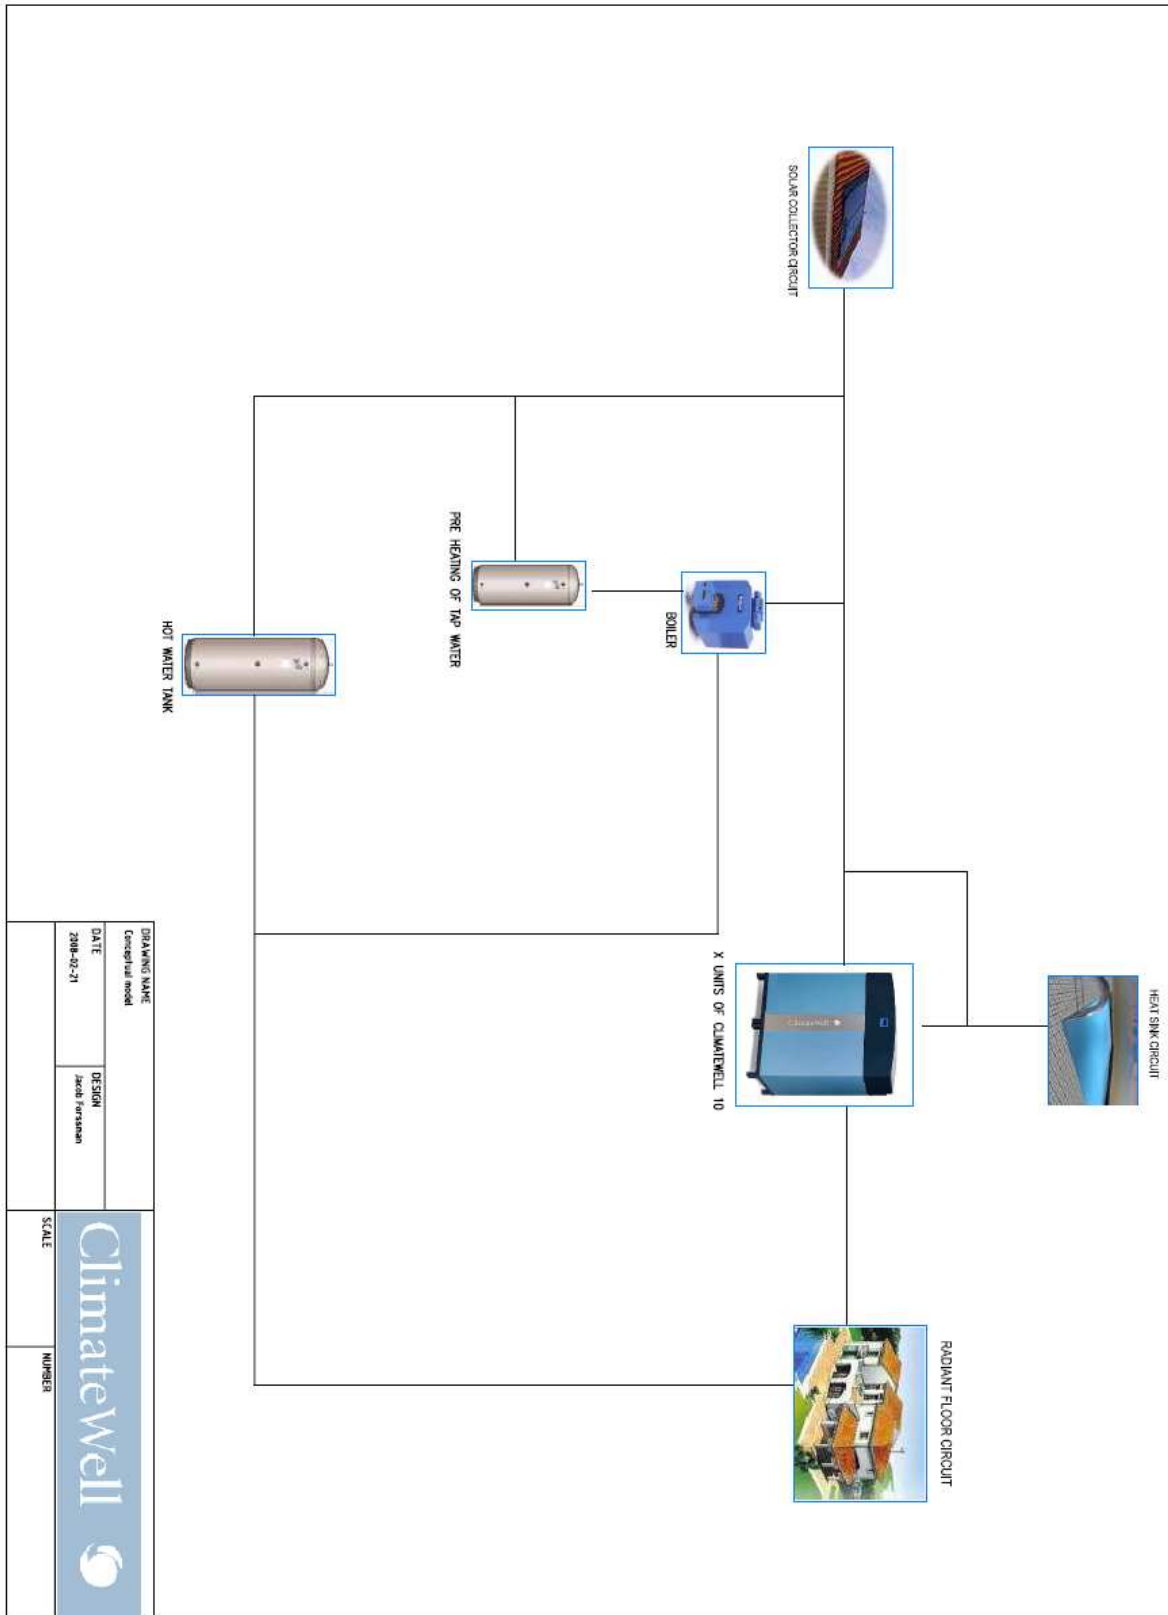 HEAT SINK CIRCUIT
RADIANT FLOOR CIRCUIT
SOLAR COLLECTOR CIRCUIT
X UNITS OF CLIMATEWELL 10
ClimateWell
BOILER
PRE HEATING OF TAP WATER
HOT WATER TANK
DRAWING NAME
Conceptual model
DATE
2008-02-21
DESIGN
Jacob Forssman
ClimateWell
SCALE
NUMBER